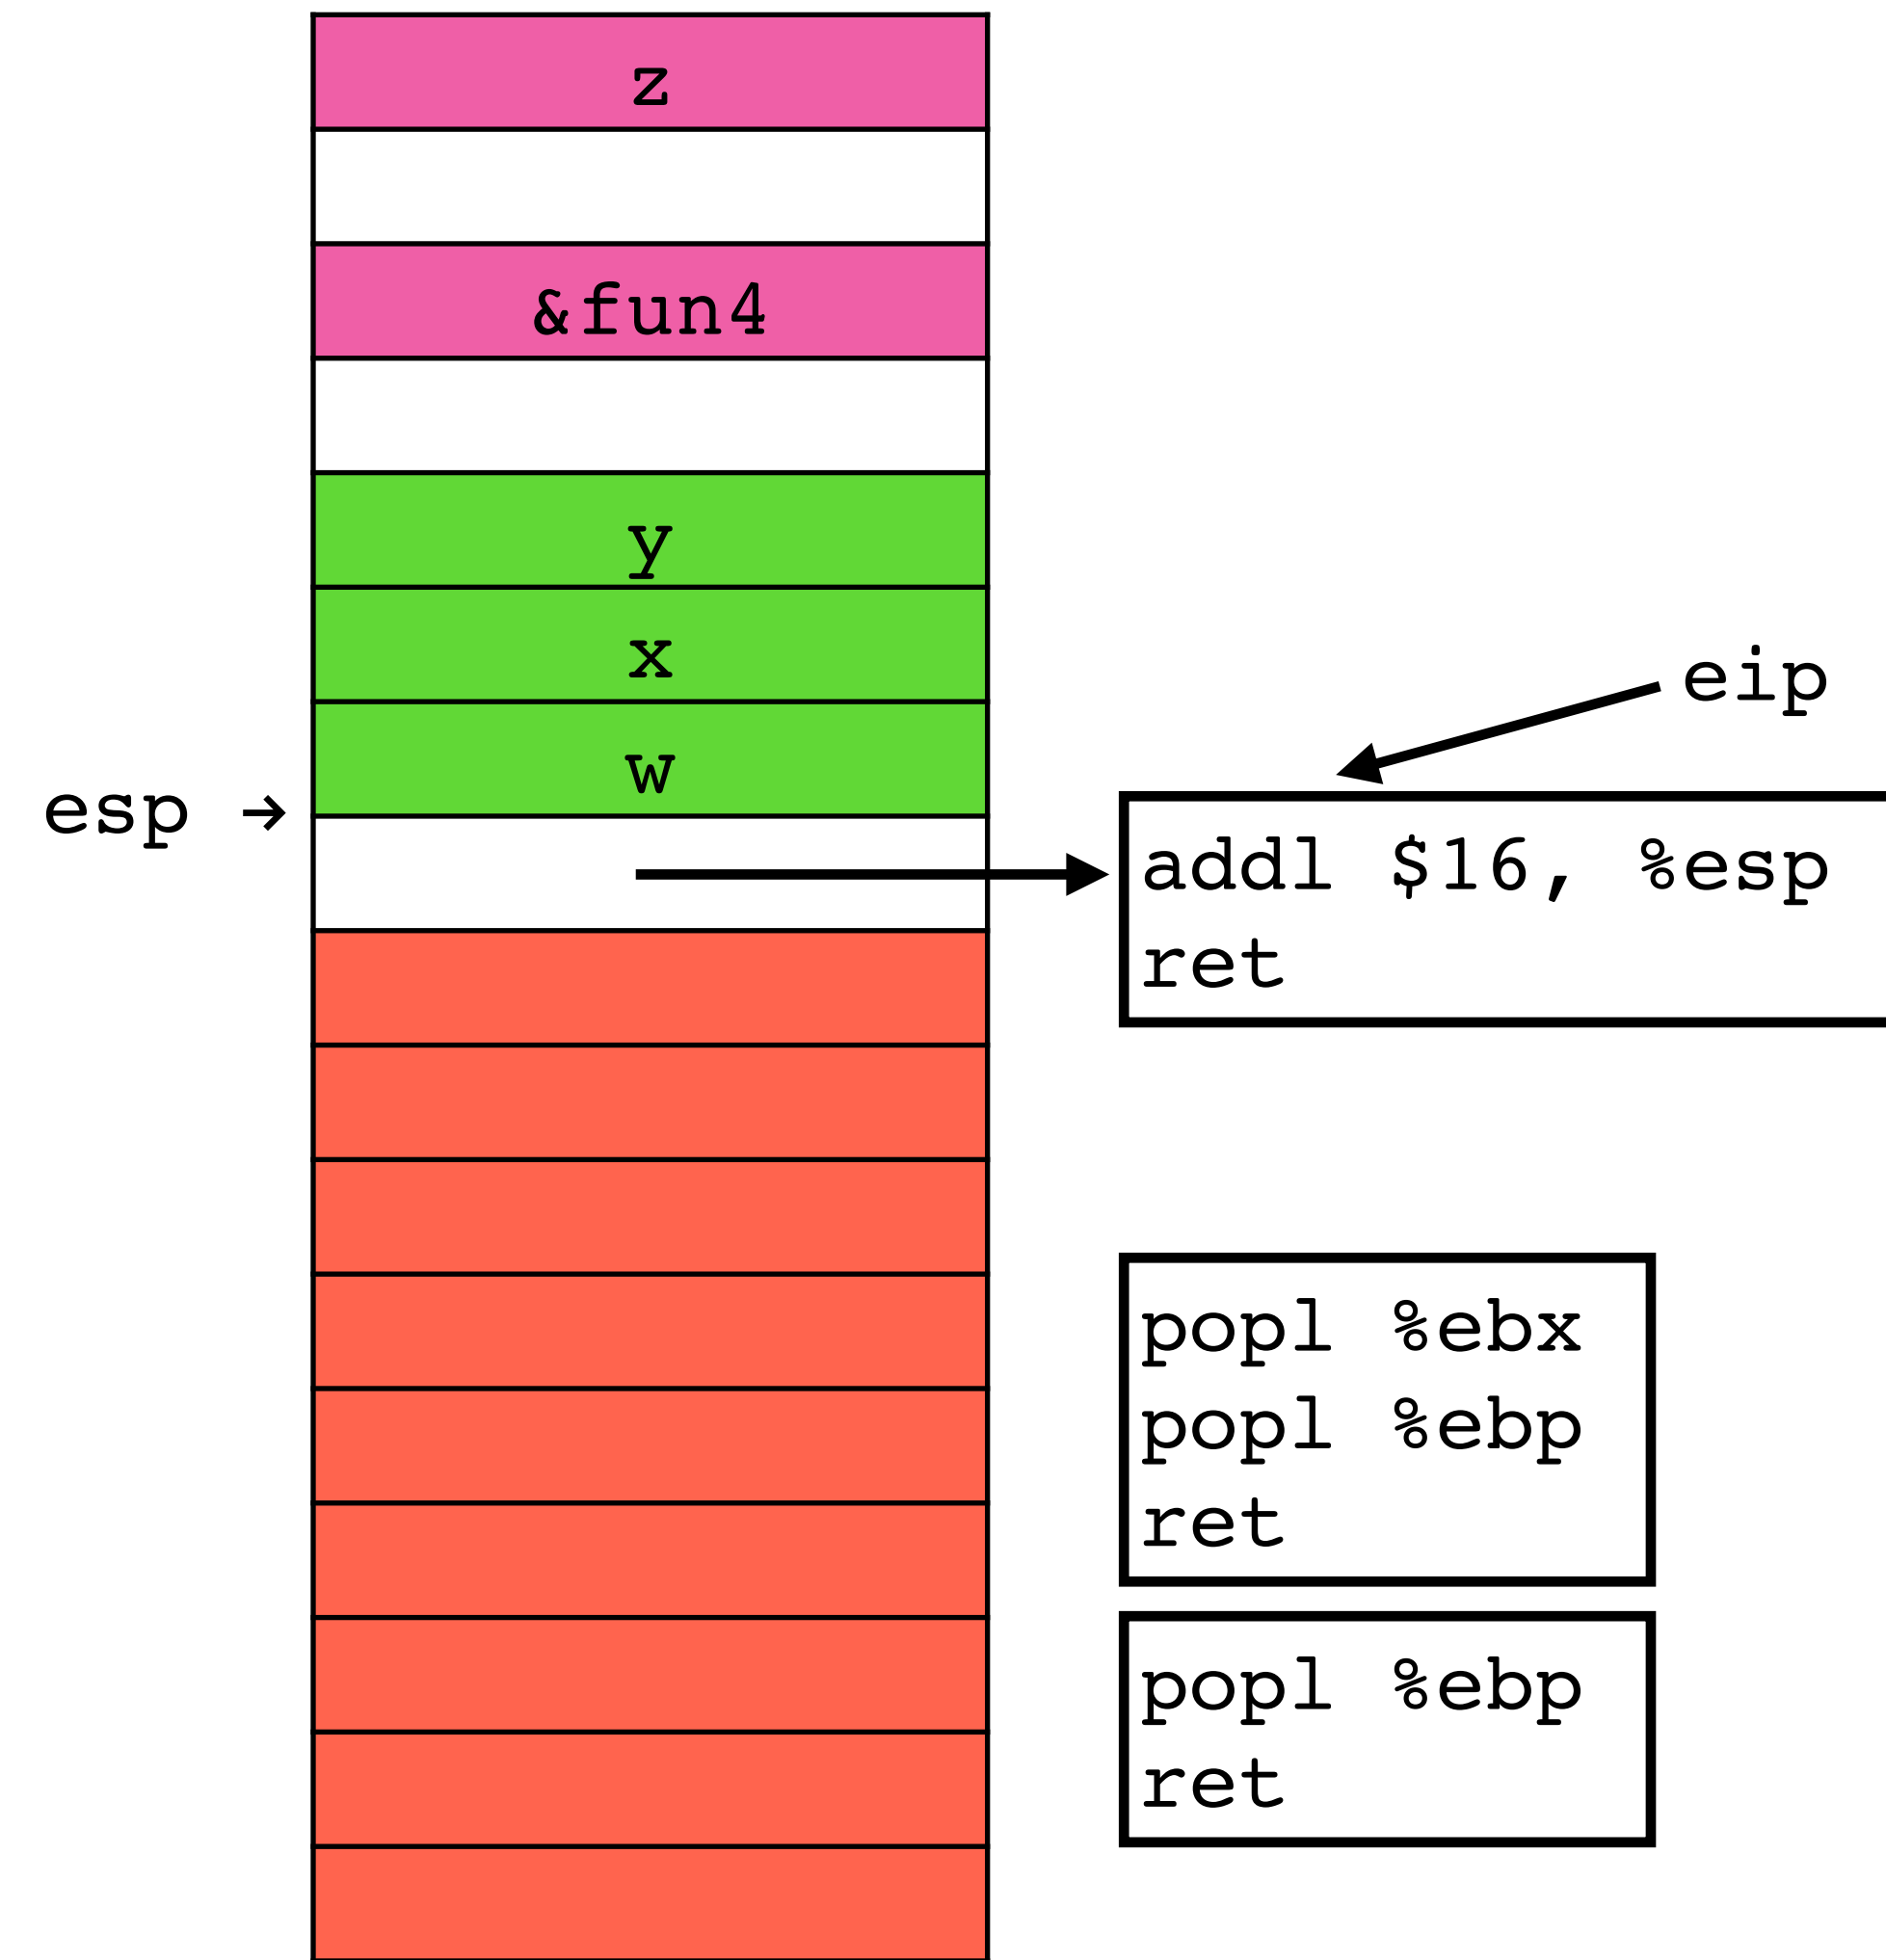 z
&fun4
y
x
w
esp →
eip
addl $16, %esp
ret
popl %ebx
popl %ebp
ret
popl %ebp
ret